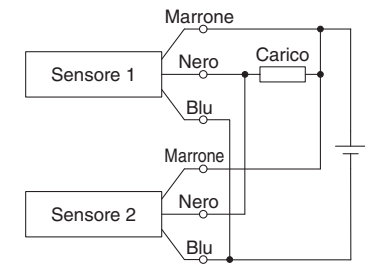 Marrone
Nero
Carico
Sensore 1
Blu
Marrone
Nero
Sensore 2
Blu